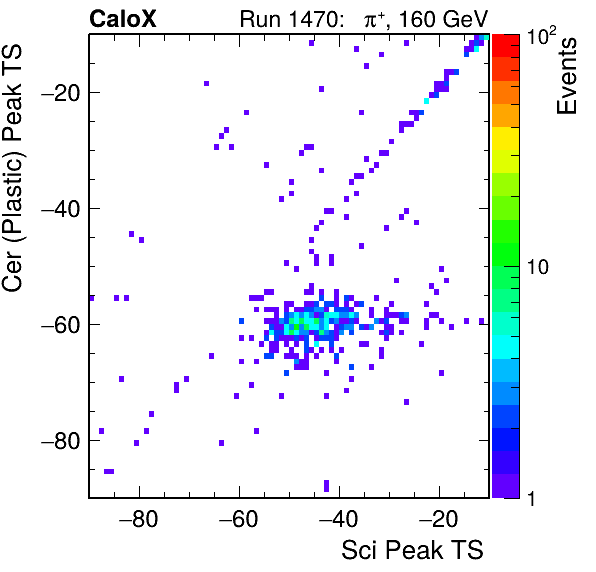 CaloX Run 1470: π⁺, 160 GeV
Cer (Plastic) Peak TS
−20
−40
−60
−80
−80 −60 −40 −20
Sci Peak TS
10²
10
1
Events